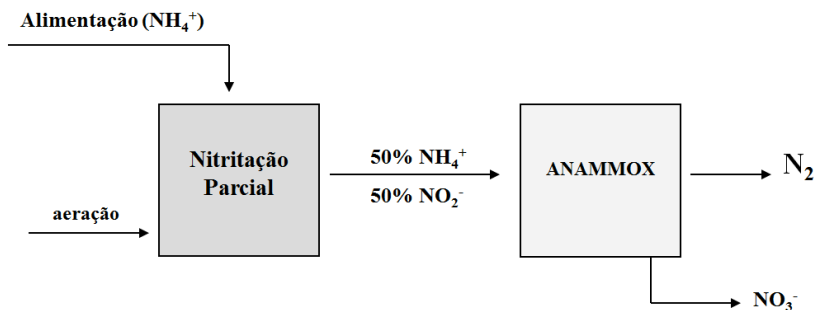 Alimentação (NH₄⁺)
Nitritação
Parcial
aeração
50% NH₄⁺
50% NO₂⁻
ANAMMOX
N₂
NO₃⁻